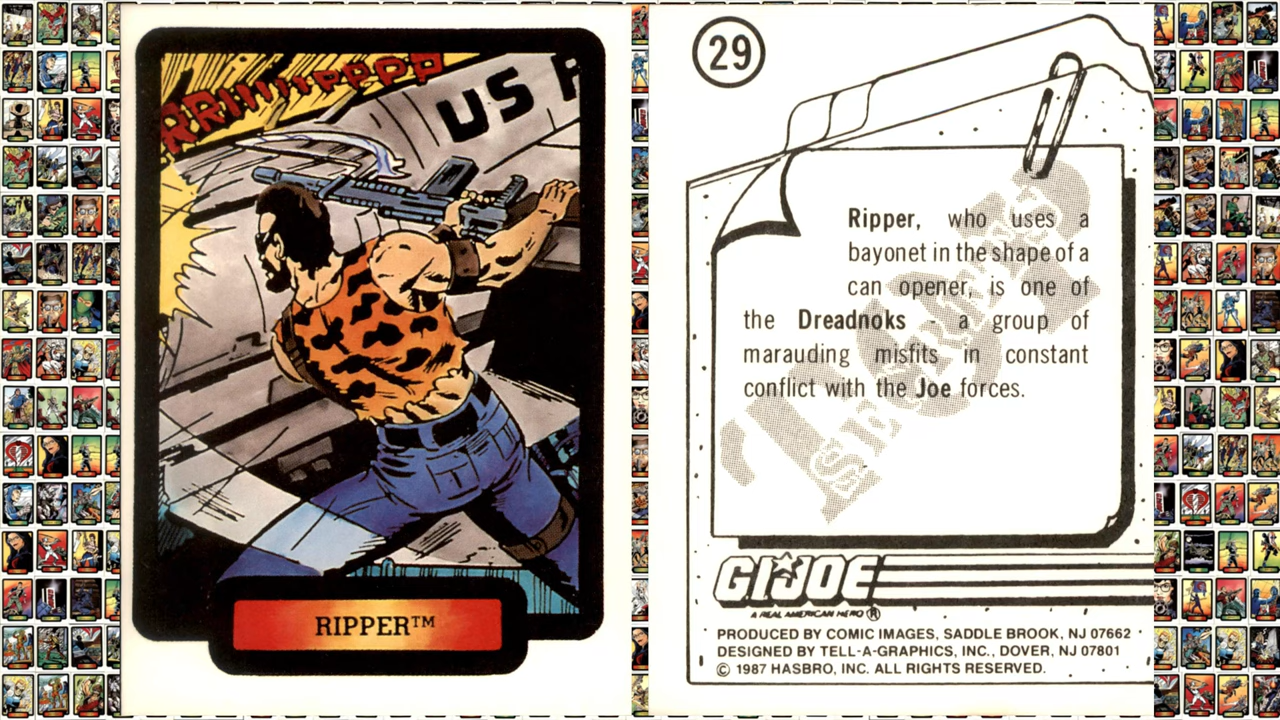 RRIIIIIPPPP
US
RIPPER™
29
Ripper, who uses a
bayonet in the shape of a
can opener, is one of
the Dreadnoks - a group of
marauding misfits in constant
conflict with the Joe forces.
GI JOE
A REAL AMERICAN HERO ®
PRODUCED BY COMIC IMAGES, SADDLE BROOK, NJ 07662
DESIGNED BY TELL-A-GRAPHICS, INC., DOVER, NJ 07801
© 1987 HASBRO, INC. ALL RIGHTS RESERVED.